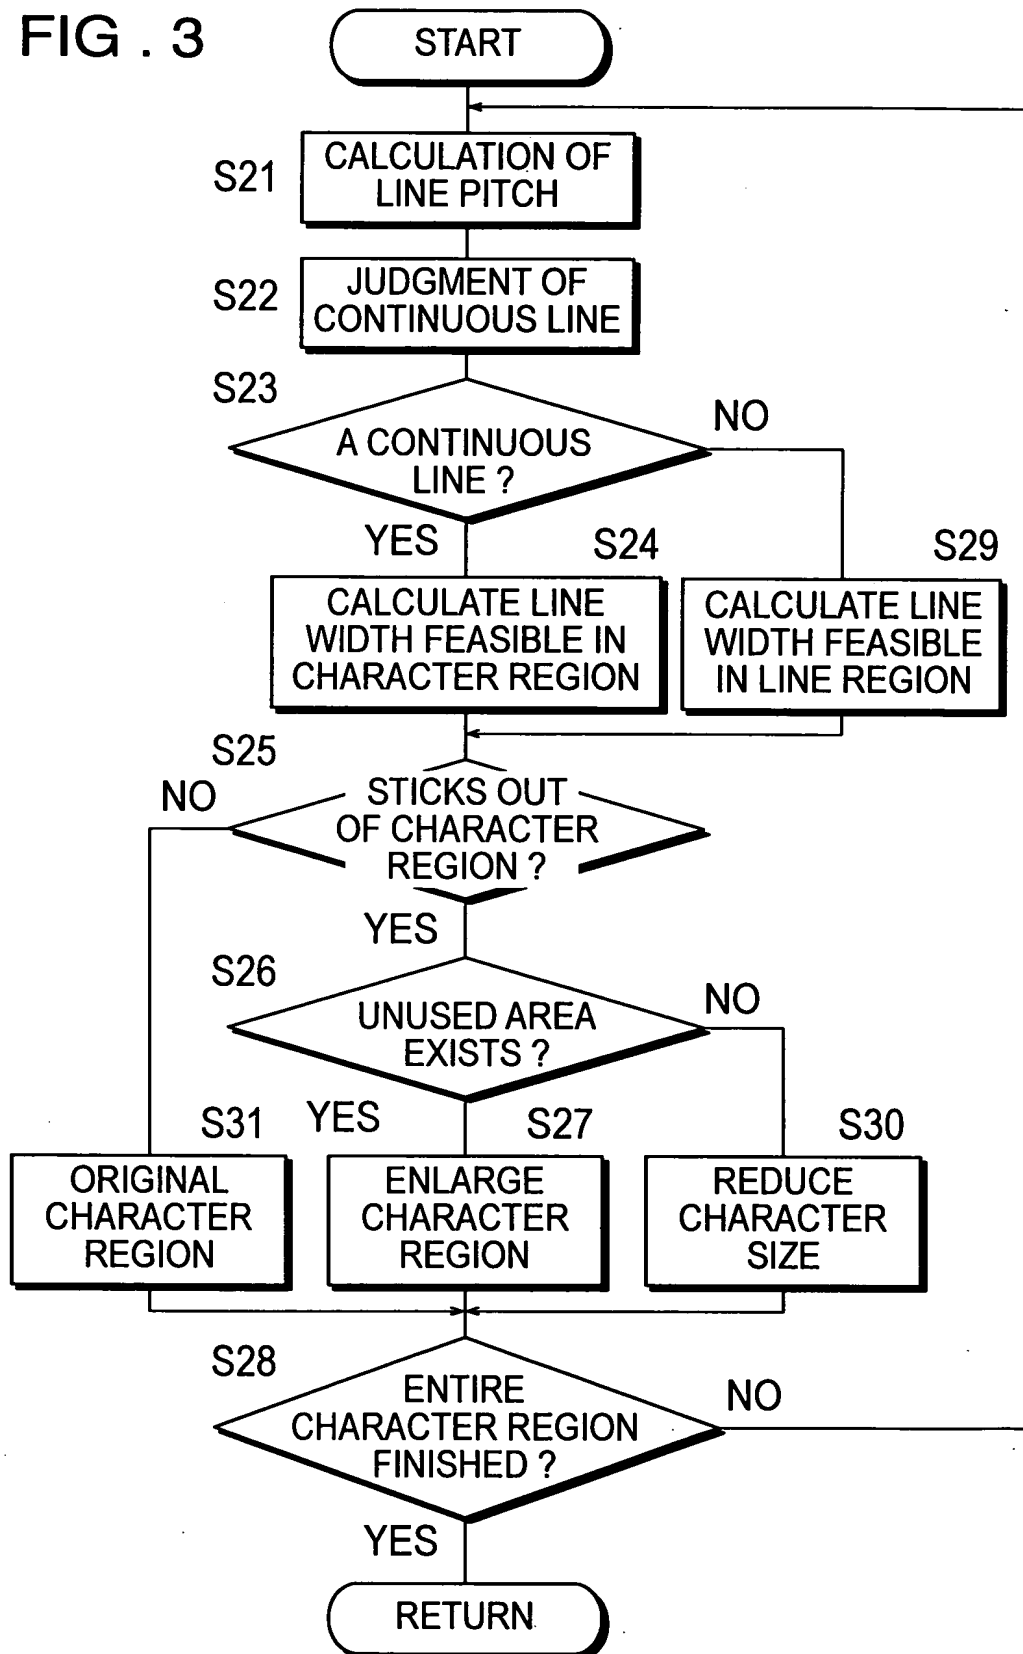 FIG . 3
START
S21
CALCULATION OF
LINE PITCH
S22
JUDGMENT OF
CONTINUOUS LINE
S23
A CONTINUOUS
LINE ?
NO
YES
S24
CALCULATE LINE
WIDTH FEASIBLE IN
CHARACTER REGION
S29
CALCULATE LINE
WIDTH FEASIBLE
IN LINE REGION
S25
NO
STICKS OUT
OF CHARACTER
REGION ?
YES
S26
UNUSED AREA
EXISTS ?
NO
YES
S31
ORIGINAL
CHARACTER
REGION
S27
ENLARGE
CHARACTER
REGION
S30
REDUCE
CHARACTER
SIZE
S28
ENTIRE
CHARACTER REGION
FINISHED ?
NO
YES
RETURN